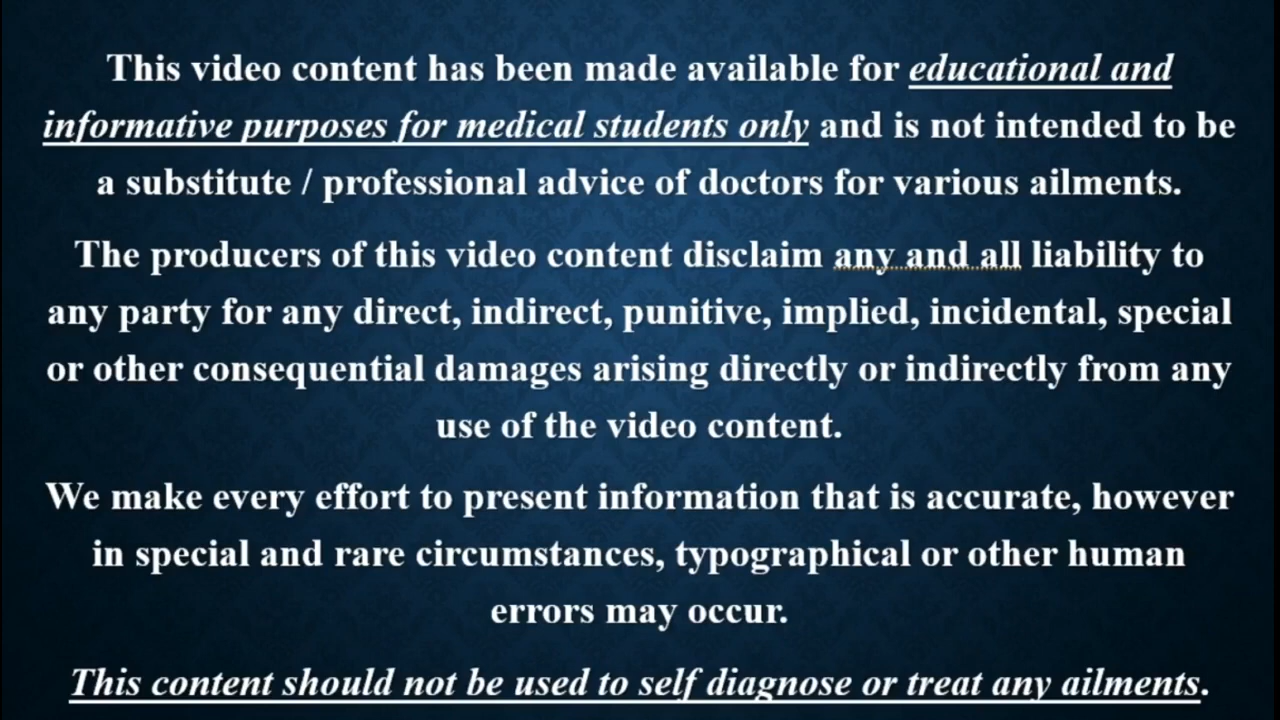 This video content has been made available for educational and
informative purposes for medical students only and is not intended to be
a substitute / professional advice of doctors for various ailments.
The producers of this video content disclaim any and all liability to
any party for any direct, indirect, punitive, implied, incidental, special
or other consequential damages arising directly or indirectly from any
use of the video content.
We make every effort to present information that is accurate, however
in special and rare circumstances, typographical or other human
errors may occur.
This content should not be used to self diagnose or treat any ailments.